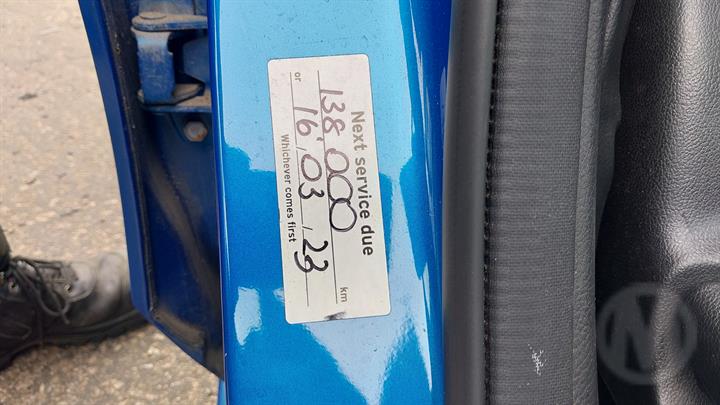 Next service due
138 000 km
or 16, 03, 23
Whichever comes first